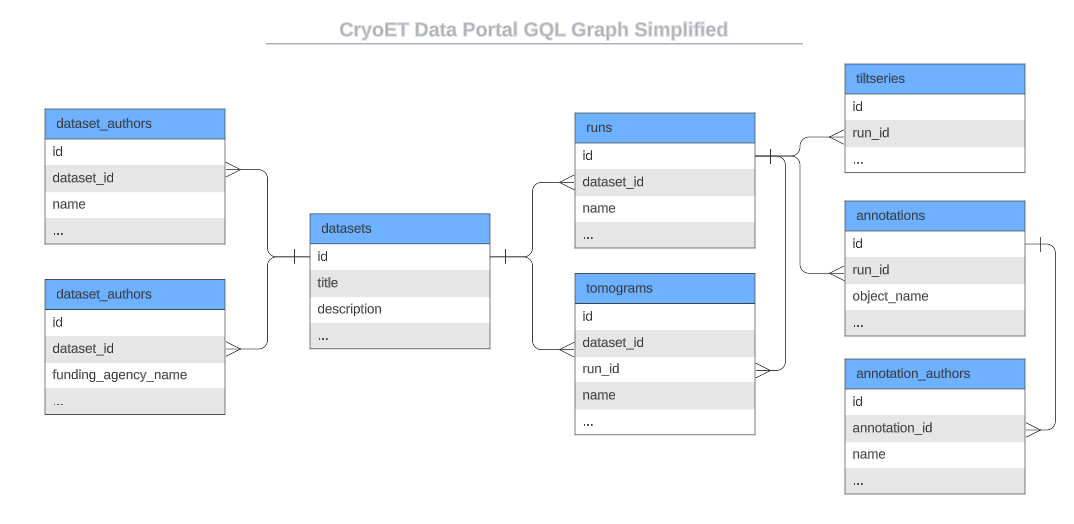 CryoET Data Portal GQL Graph Simplified
dataset_authors
id
dataset_id
name
...
dataset_authors
id
dataset_id
funding_agency_name
...
datasets
id
title
description
...
runs
id
dataset_id
name
...
tomograms
id
dataset_id
run_id
name
...
tiltseries
id
run_id
...
annotations
id
run_id
object_name
...
annotation_authors
id
annotation_id
name
...